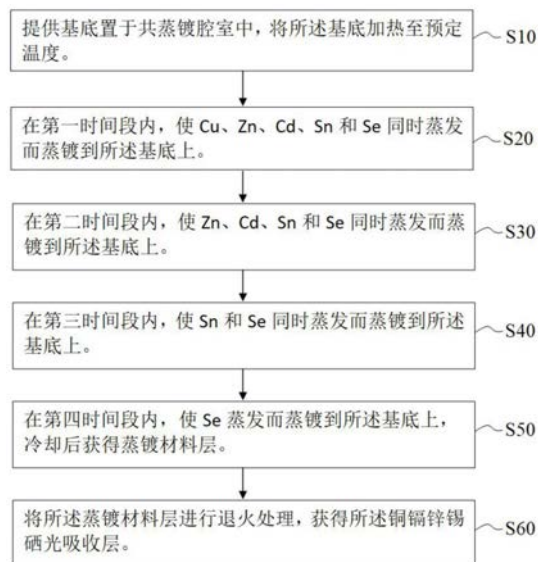 提供基底置于共蒸镀腔室中，将所述基底加热至预定
温度。
S10
在第一时间段内，使 Cu、Zn、Cd、Sn 和 Se 同时蒸发
而蒸镀到所述基底上。
S20
在第二时间段内，使 Zn、Cd、Sn 和 Se 同时蒸发而蒸
镀到所述基底上。
S30
在第三时间段内，使 Sn 和 Se 同时蒸发而蒸镀到所述
基底上。
S40
在第四时间段内，使 Se 蒸发而蒸镀到所述基底上，
冷却后获得蒸镀材料层。
S50
将所述蒸镀材料层进行退火处理，获得所述铜镉锌锡
硒光吸收层。
S60